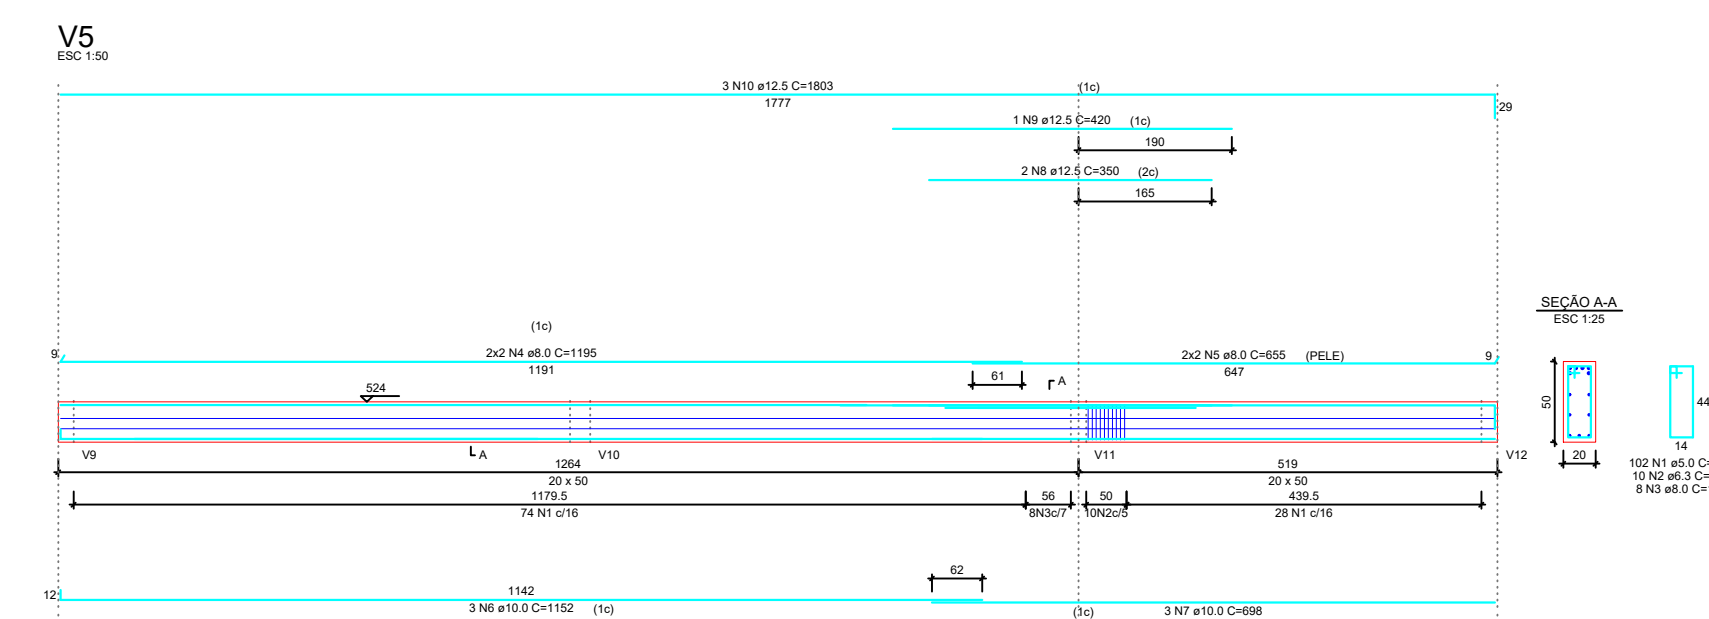 V5
ESC 1:50
3 N10 ø12.5 C=1803
(1c)
1777
29
1 N9 ø12.5 C=420
(1c)
190
2 N8 ø12.5 C=350
(2c)
165
SEÇÃO A-A
ESC 1:25
(1c)
9
2x2 N4 ø8.0 C=1195
1191
2x2 N5 ø8.0 C=655
(PELE)
9
647
61
A
524
50
44
V9
A
V10
V11
V12
20
14
1264
519
20 x 50
20 x 50
102 N1 ø5.0 C=
10 N2 ø6.3 C=
8 N3 ø8.0 C=
1179.5
56
50
439.5
74 N1 c/16
8N3c/7
10N2c/5
28 N1 c/16
62
12
1142
3 N6 ø10.0 C=1152
(1c)
(1c)
3 N7 ø10.0 C=698